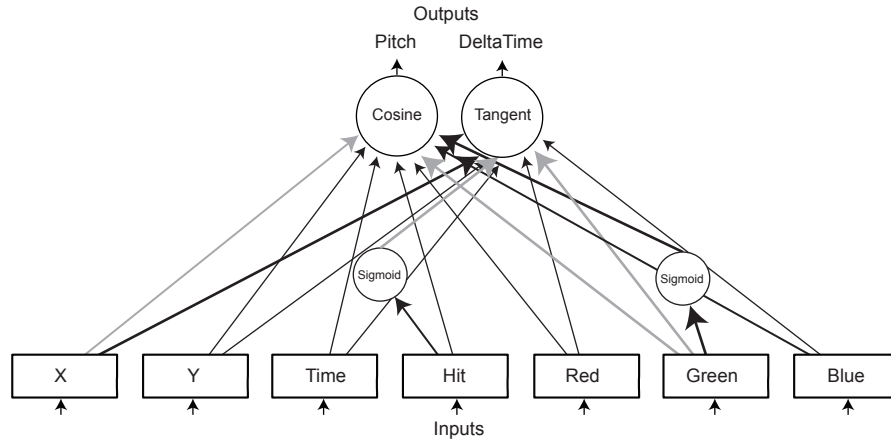 Outputs
Pitch DeltaTime
Cosine Tangent
Sigmoid Sigmoid
X Y Time Hit Red Green Blue
Inputs